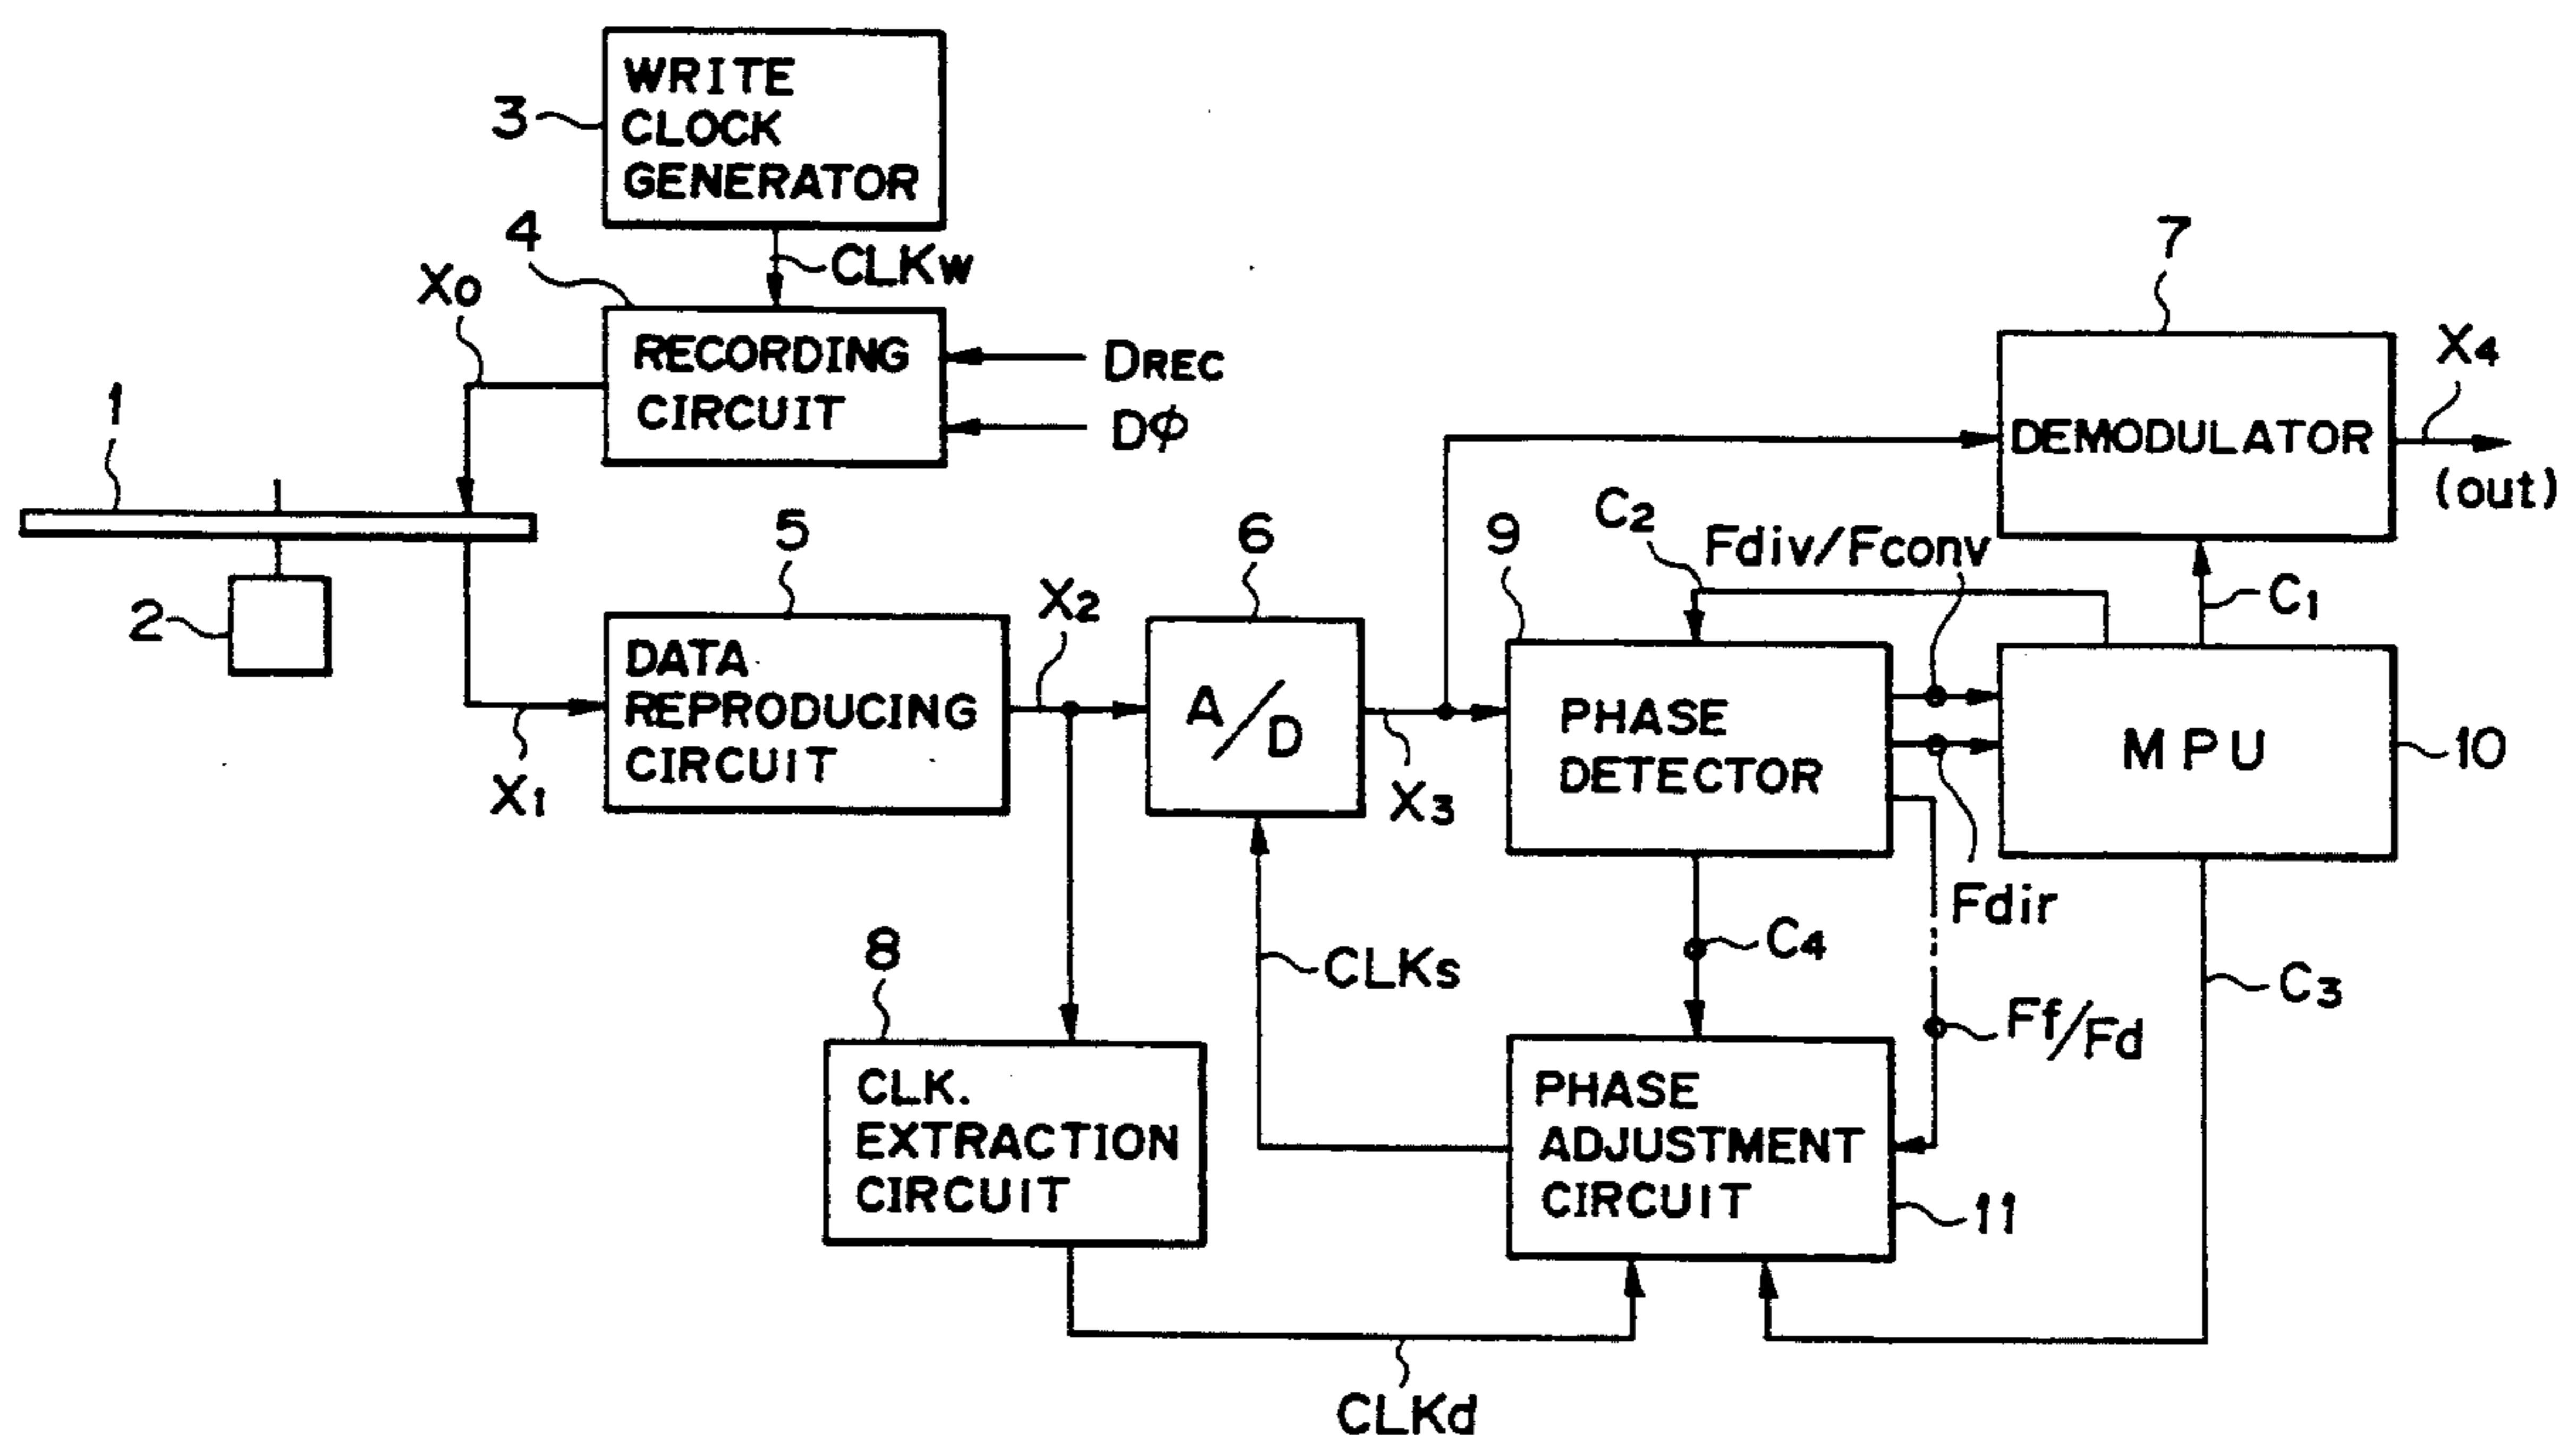 WRITE
CLOCK
GENERATOR
3
CLKw
4
X0
RECORDING
CIRCUIT
DREC
DΦ
1
2
5
DATA
REPRODUCING
CIRCUIT
X1
X2
6
A/D
X3
7
DEMODULATOR
X4
(out)
C1
C2
Fdiv/Fconv
9
PHASE
DETECTOR
MPU
10
Fdir
C4
C3
Ff/Fd
CLKs
8
CLK.
EXTRACTION
CIRCUIT
PHASE
ADJUSTMENT
CIRCUIT
11
CLKd